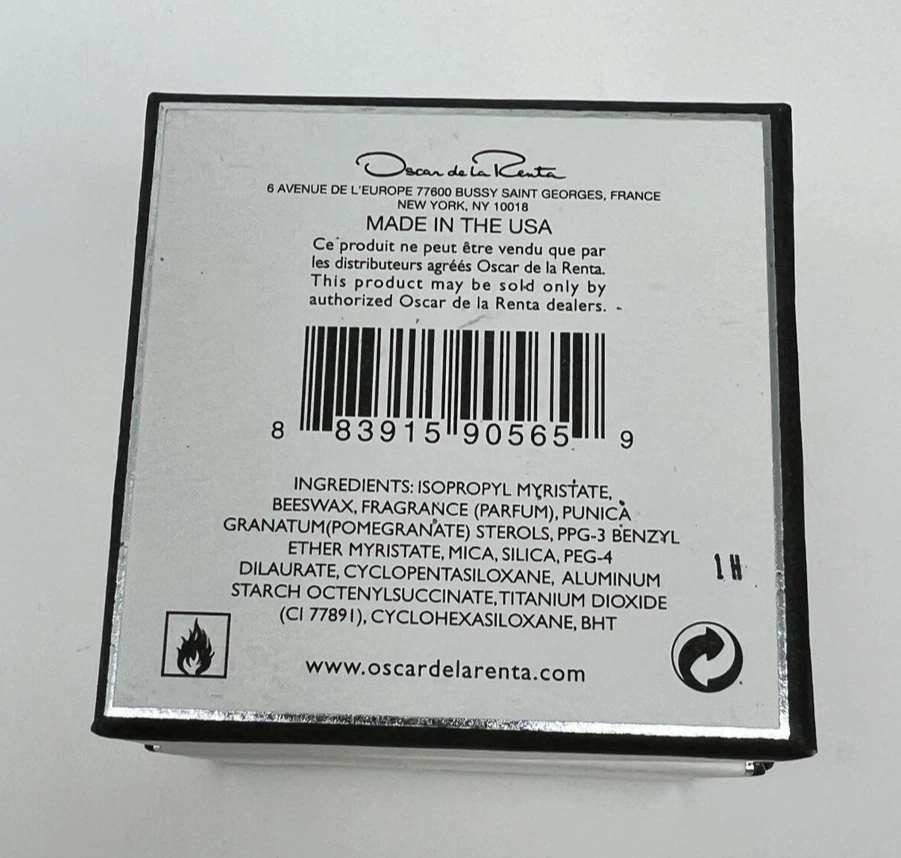 Oscar de la Renta
6 AVENUE DE L'EUROPE 77600 BUSSY SAINT GEORGES, FRANCE
NEW YORK, NY 10018
MADE IN THE USA
Ce produit ne peut être vendu que par
les distributeurs agréés Oscar de la Renta.
This product may be sold only by
authorized Oscar de la Renta dealers.
8 83915 90565 9
INGREDIENTS: ISOPROPYL MYRISTATE,
BEESWAX, FRAGRANCE (PARFUM), PUNICA
GRANATUM(POMEGRANATE) STEROLS, PPG-3 BENZYL
ETHER MYRISTATE, MICA, SILICA, PEG-4
DILAURATE, CYCLOPENTASILOXANE, ALUMINUM
STARCH OCTENYLSUCCINATE, TITANIUM DIOXIDE
(CI 77891), CYCLOHEXASILOXANE, BHT
1 H
www.oscardelarenta.com